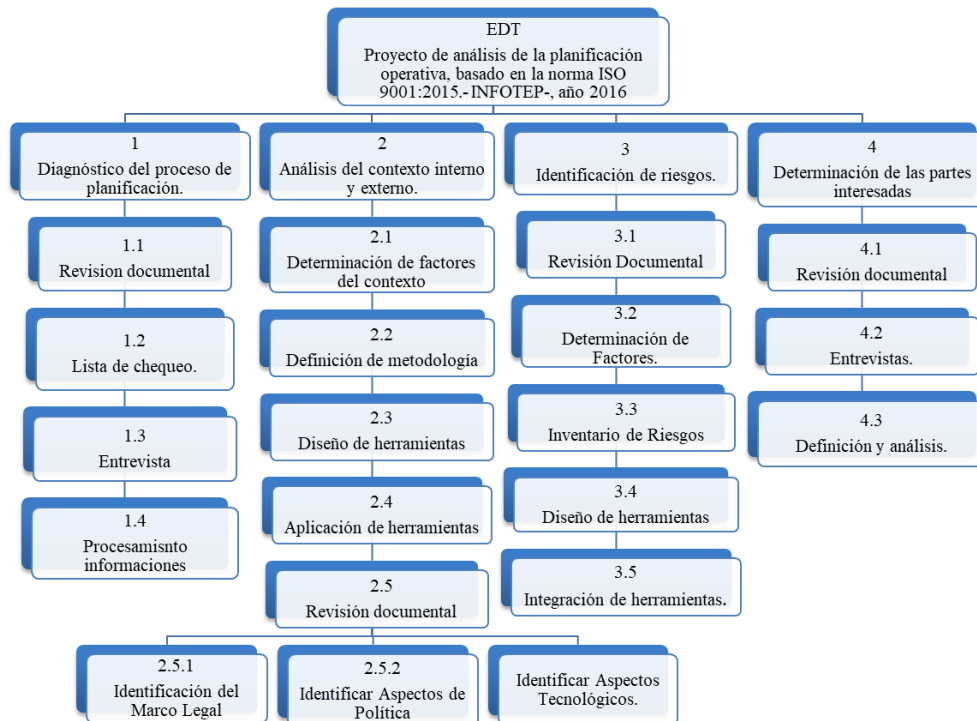 EDT
Proyecto de análisis de la planificación
operativa, basado en la norma ISO
9001:2015.- INFOTEP-, año 2016
1
Diagnóstico del proceso de
planificación.
1.1
Revision documental
1.2
Lista de chequeo.
1.3
Entrevista
1.4
Procesamisnto
informaciones
2
Análisis del contexto interno
y externo.
2.1
Determinación de factores
del contexto
2.2
Definición de metodología
2.3
Diseño de herramientas
2.4
Aplicación de herramientas
2.5
Revisión documental
2.5.1
Identificación del
Marco Legal
2.5.2
Identificar Aspectos de
Política
Identificar Aspectos
Tecnológicos.
3
Identificación de riesgos.
3.1
Revisión Documental
3.2
Determinación de
Factores.
3.3
Inventario de Riesgos
3.4
Diseño de herramientas
3.5
Integración de herramientas.
4
Determinación de las partes
interesadas
4.1
Revisión documental
4.2
Entrevistas.
4.3
Definición y análisis.